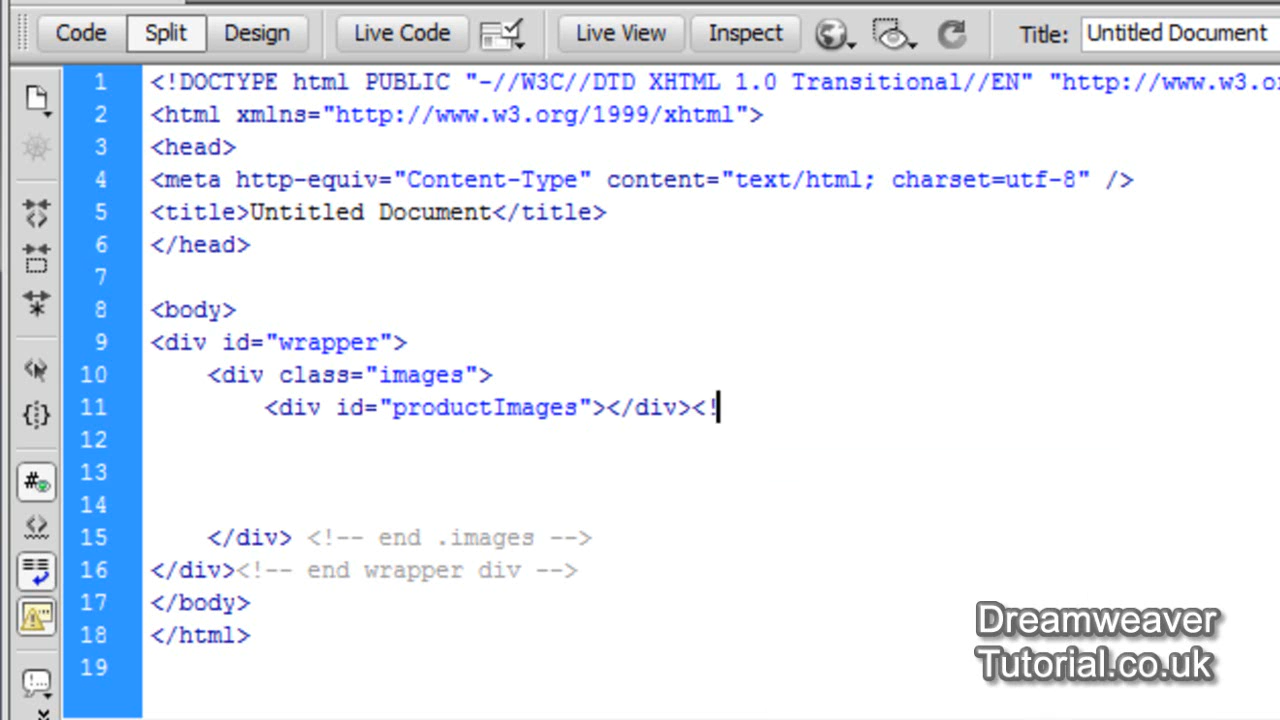 Code Split Design Live Code Live View Inspect Title: Untitled Document
1 <!DOCTYPE html PUBLIC "-//W3C//DTD XHTML 1.0 Transitional//EN" "http://www.w3.o
2 <html xmlns="http://www.w3.org/1999/xhtml">
3 <head>
4 <meta http-equiv="Content-Type" content="text/html; charset=utf-8" />
5 <title>Untitled Document</title>
6 </head>
7
8 <body>
9 <div id="wrapper">
10     <div class="images">
11         <div id="productImages"></div><!
12
13
14
15     </div> <!-- end .images -->
16 </div><!-- end wrapper div -->
17 </body>
18 </html>
19
Dreamweaver
Tutorial.co.uk